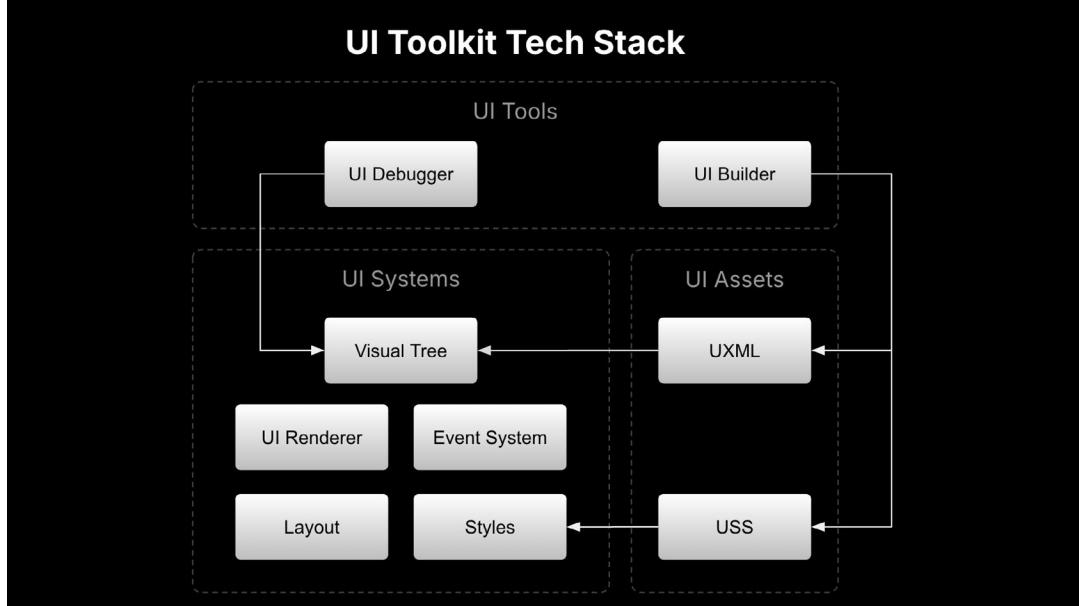 UI Toolkit Tech Stack
UI Tools
UI Debugger
UI Builder
UI Systems
UI Assets
Visual Tree
UXML
UI Renderer
Event System
Layout
Styles
USS